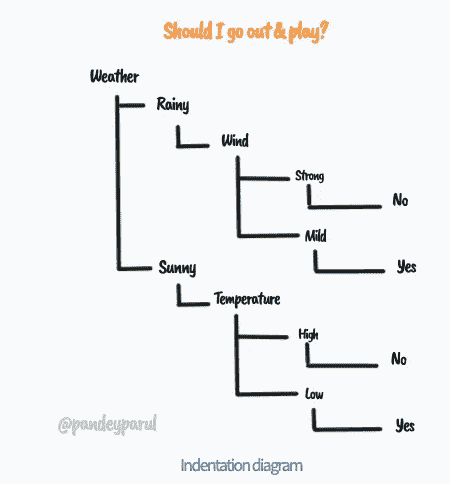 Should I go out & play?
Weather
Rainy
Wind
Strong
No
Mild
Yes
Sunny
Temperature
High
No
Low
Yes
@pandeyparul
Indentation diagram